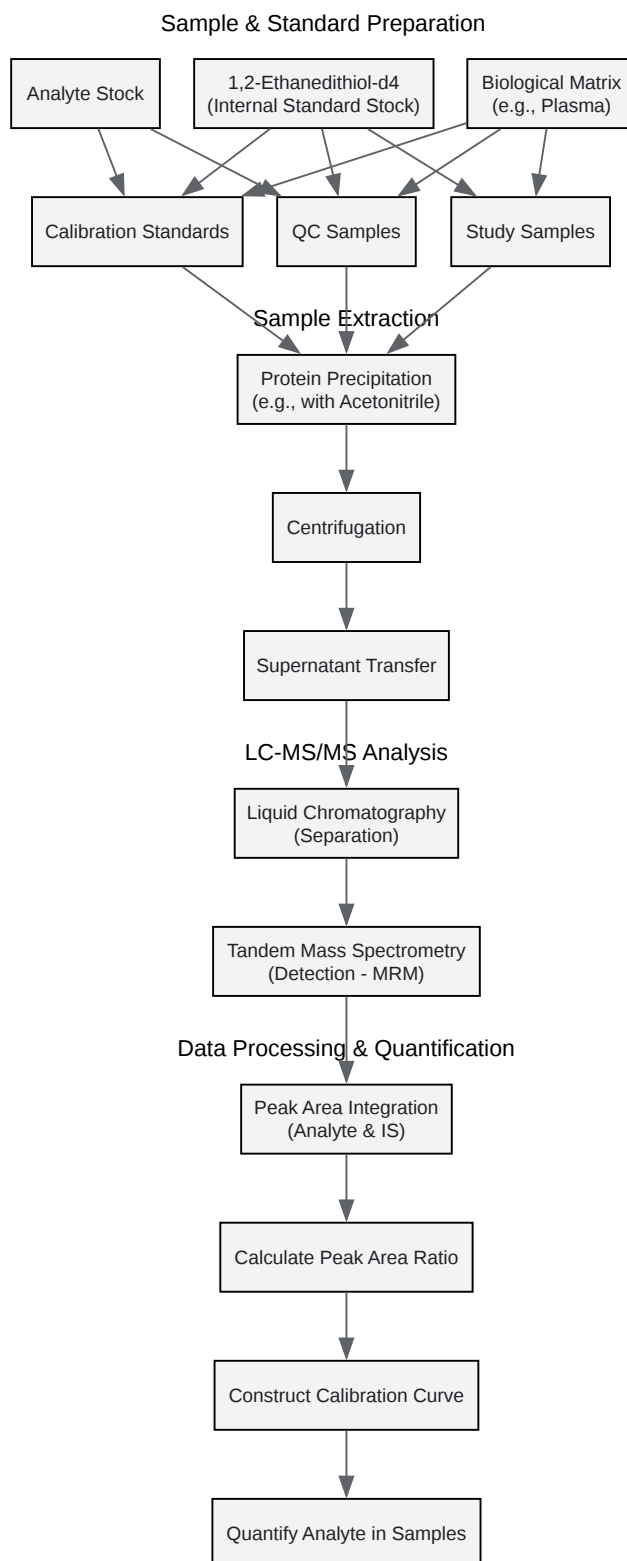 Sample & Standard Preparation
Analyte Stock
1,2-Ethanedithiol-d4
(Internal Standard Stock)
Biological Matrix
(e.g., Plasma)
Calibration Standards
QC Samples
Study Samples
Sample Extraction
Protein Precipitation
(e.g., with Acetonitrile)
Centrifugation
Supernatant Transfer
LC-MS/MS Analysis
Liquid Chromatography
(Separation)
Tandem Mass Spectrometry
(Detection - MRM)
Data Processing & Quantification
Peak Area Integration
(Analyte & IS)
Calculate Peak Area Ratio
Construct Calibration Curve
Quantify Analyte in Samples